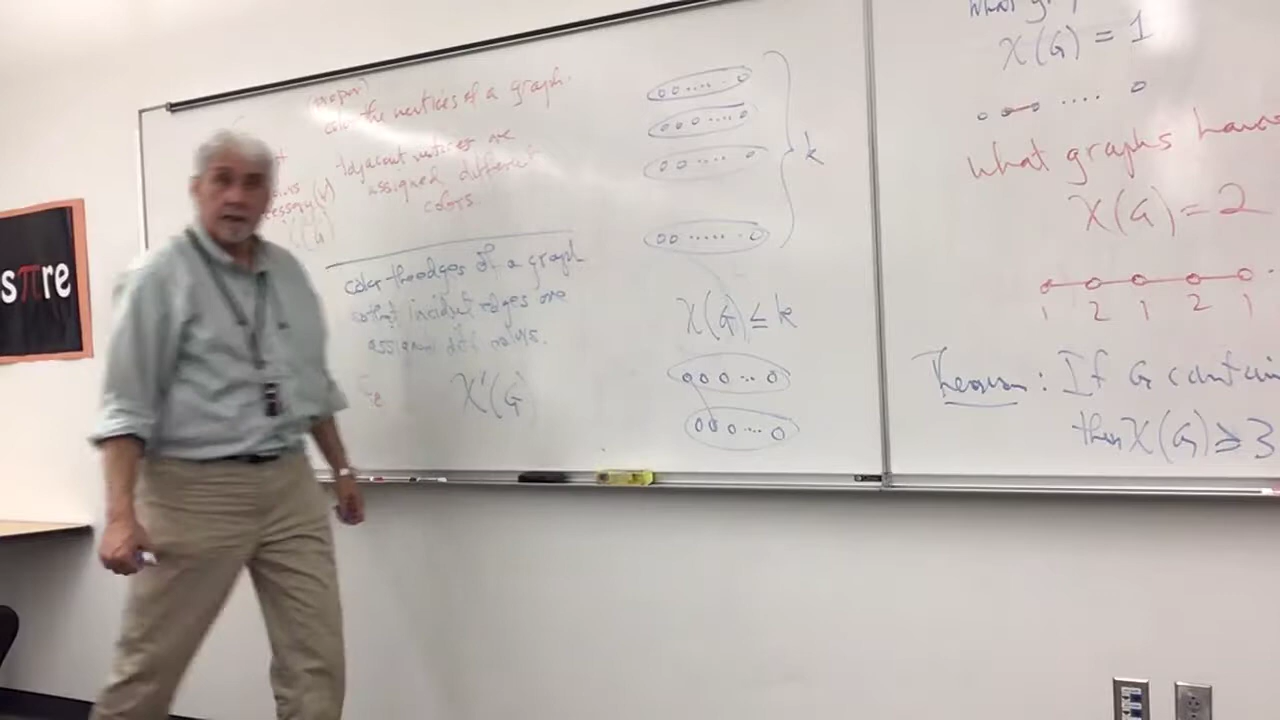 sπre
(proper)
color the vertices of a graph.
adjacent vertices are
assigned different
colors.
color the edges of a graph
so that incident edges are
assigned
χ'(G)
k
χ(G) ≤ k
what
χ(G) = 1
what graphs have
χ(G) = 2
1 2 1 2 1
Theorem: If G contain
then χ(G) ≥ 3